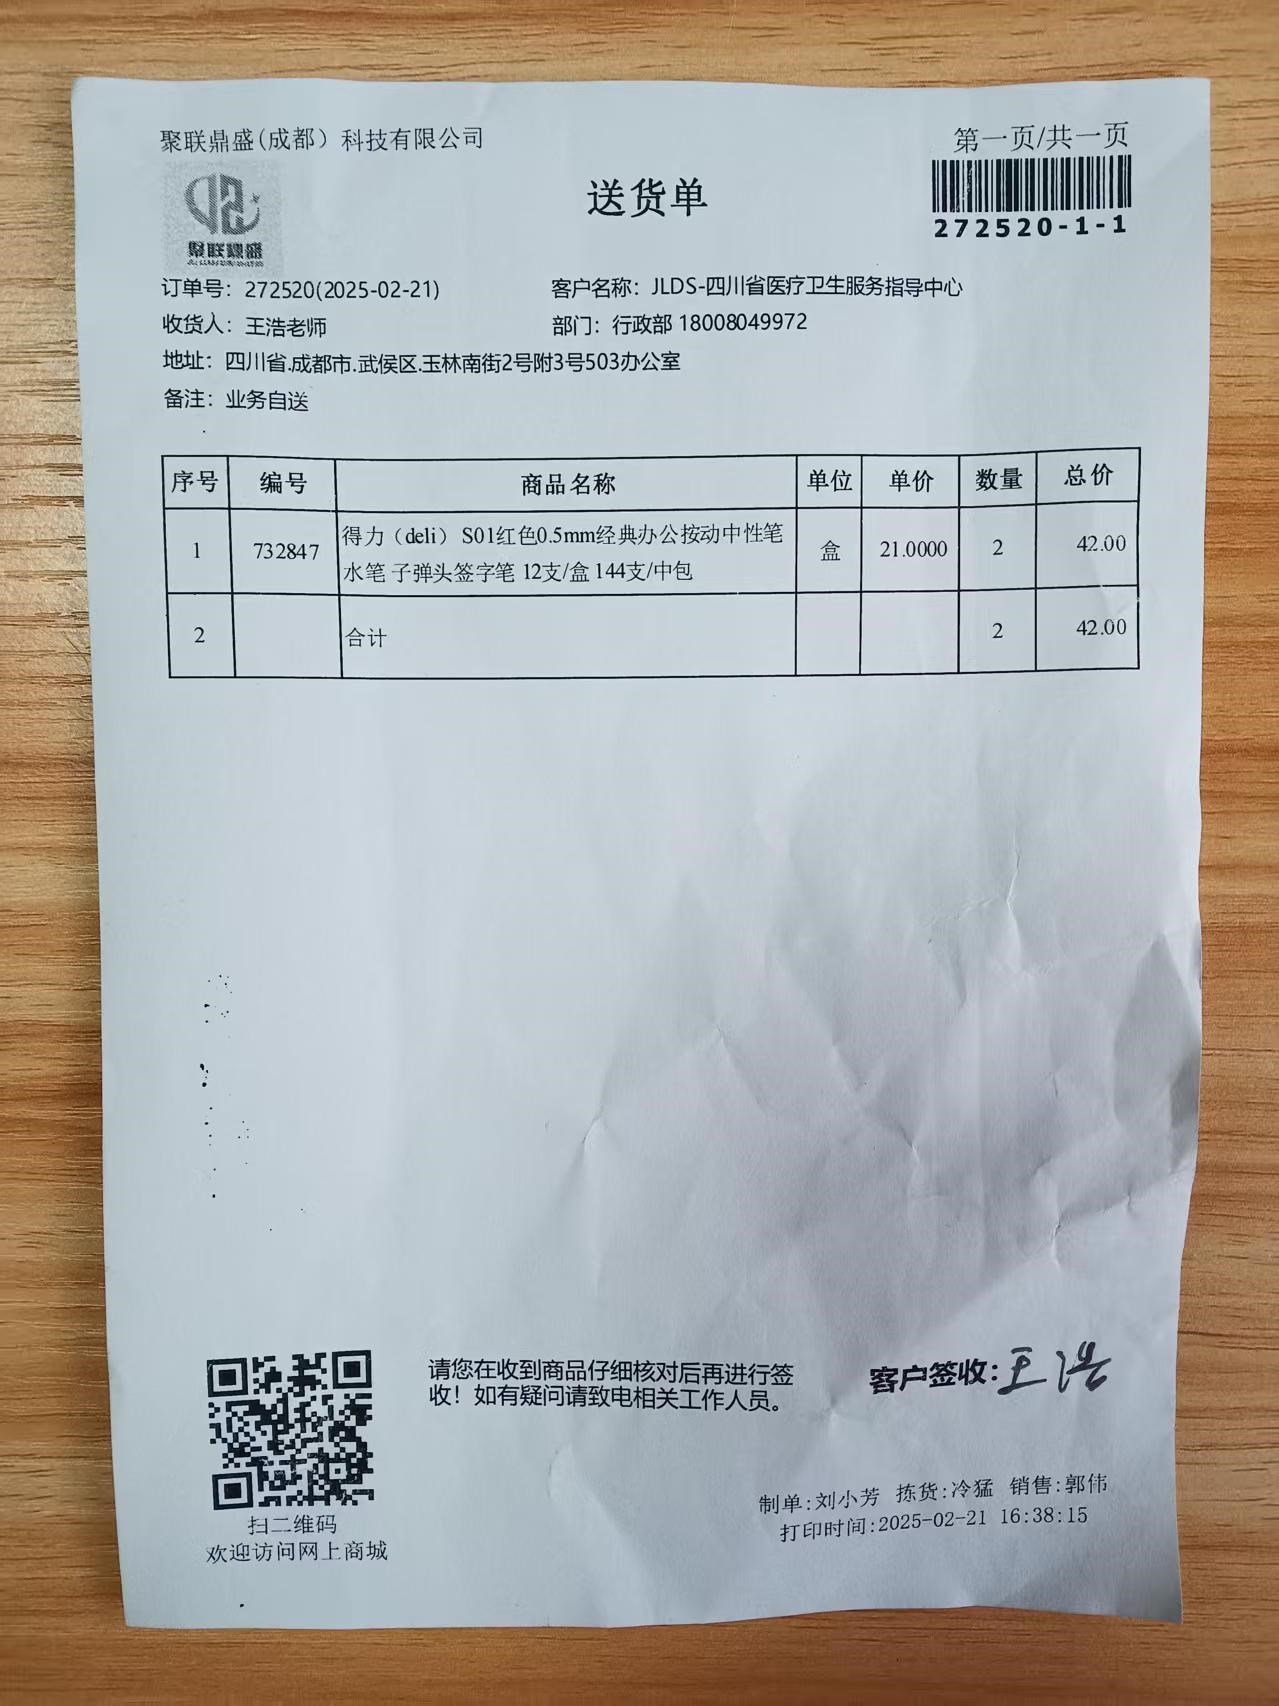 聚联鼎盛(成都）科技有限公司
第一页/共一页
聚联鼎盛
送货单
272520-1-1
订单号：272520(2025-02-21)
客户名称：JLDS-四川省医疗卫生服务指导中心
收货人：王浩老师
部门：行政部 18008049972
地址：四川省.成都市.武侯区.玉林南街2号附3号503办公室
备注：业务自送
序号 编号 商品名称 单位 单价 数量 总价
1 732847 得力（deli） S01红色0.5mm经典办公按动中性笔 盒 21.0000 2 42.00
水笔 子弹头签字笔 12支/盒 144支/中包
2 合计 2 42.00
请您在收到商品仔细核对后再进行签
收！如有疑问请致电相关工作人员。
客户签收:王浩
制单:刘小芳 拣货:冷猛 销售:郭伟
打印时间:2025-02-21 16:38:15
扫二维码
欢迎访问网上商城